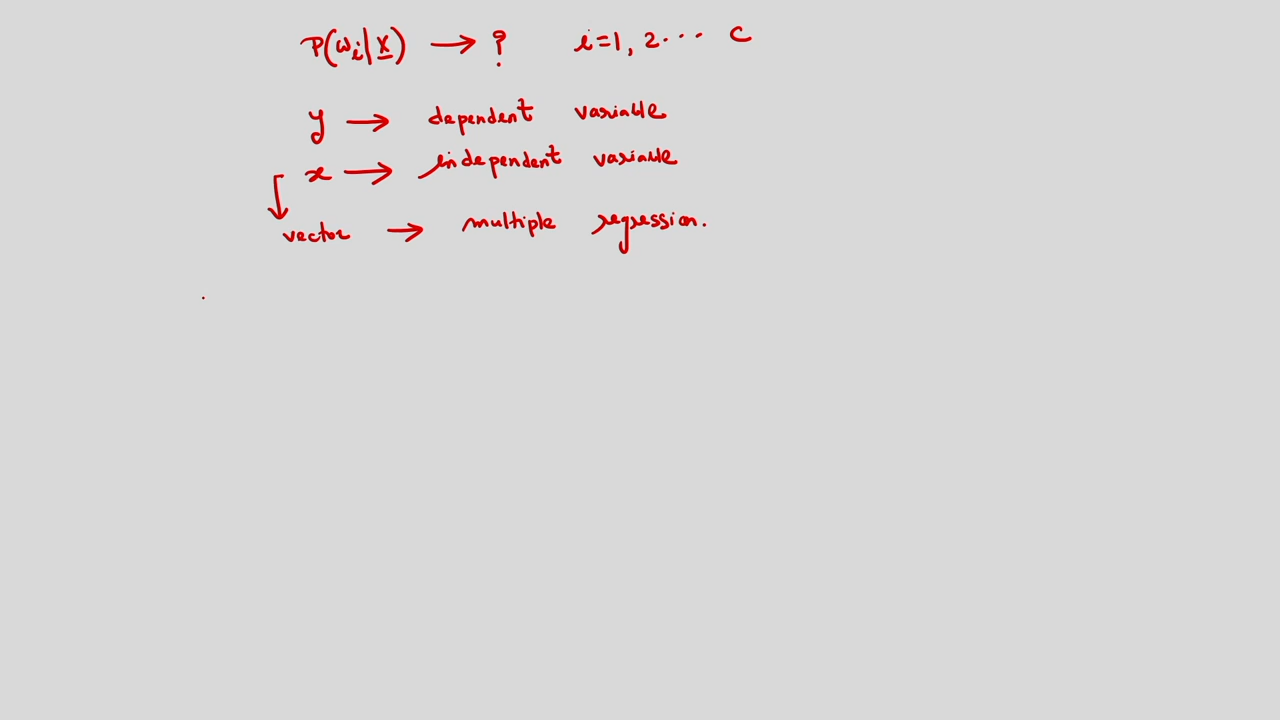 P(ωi|x) → ? i=1, 2 ··· c
y → dependent variable
x → independent variable
vector → multiple regression.